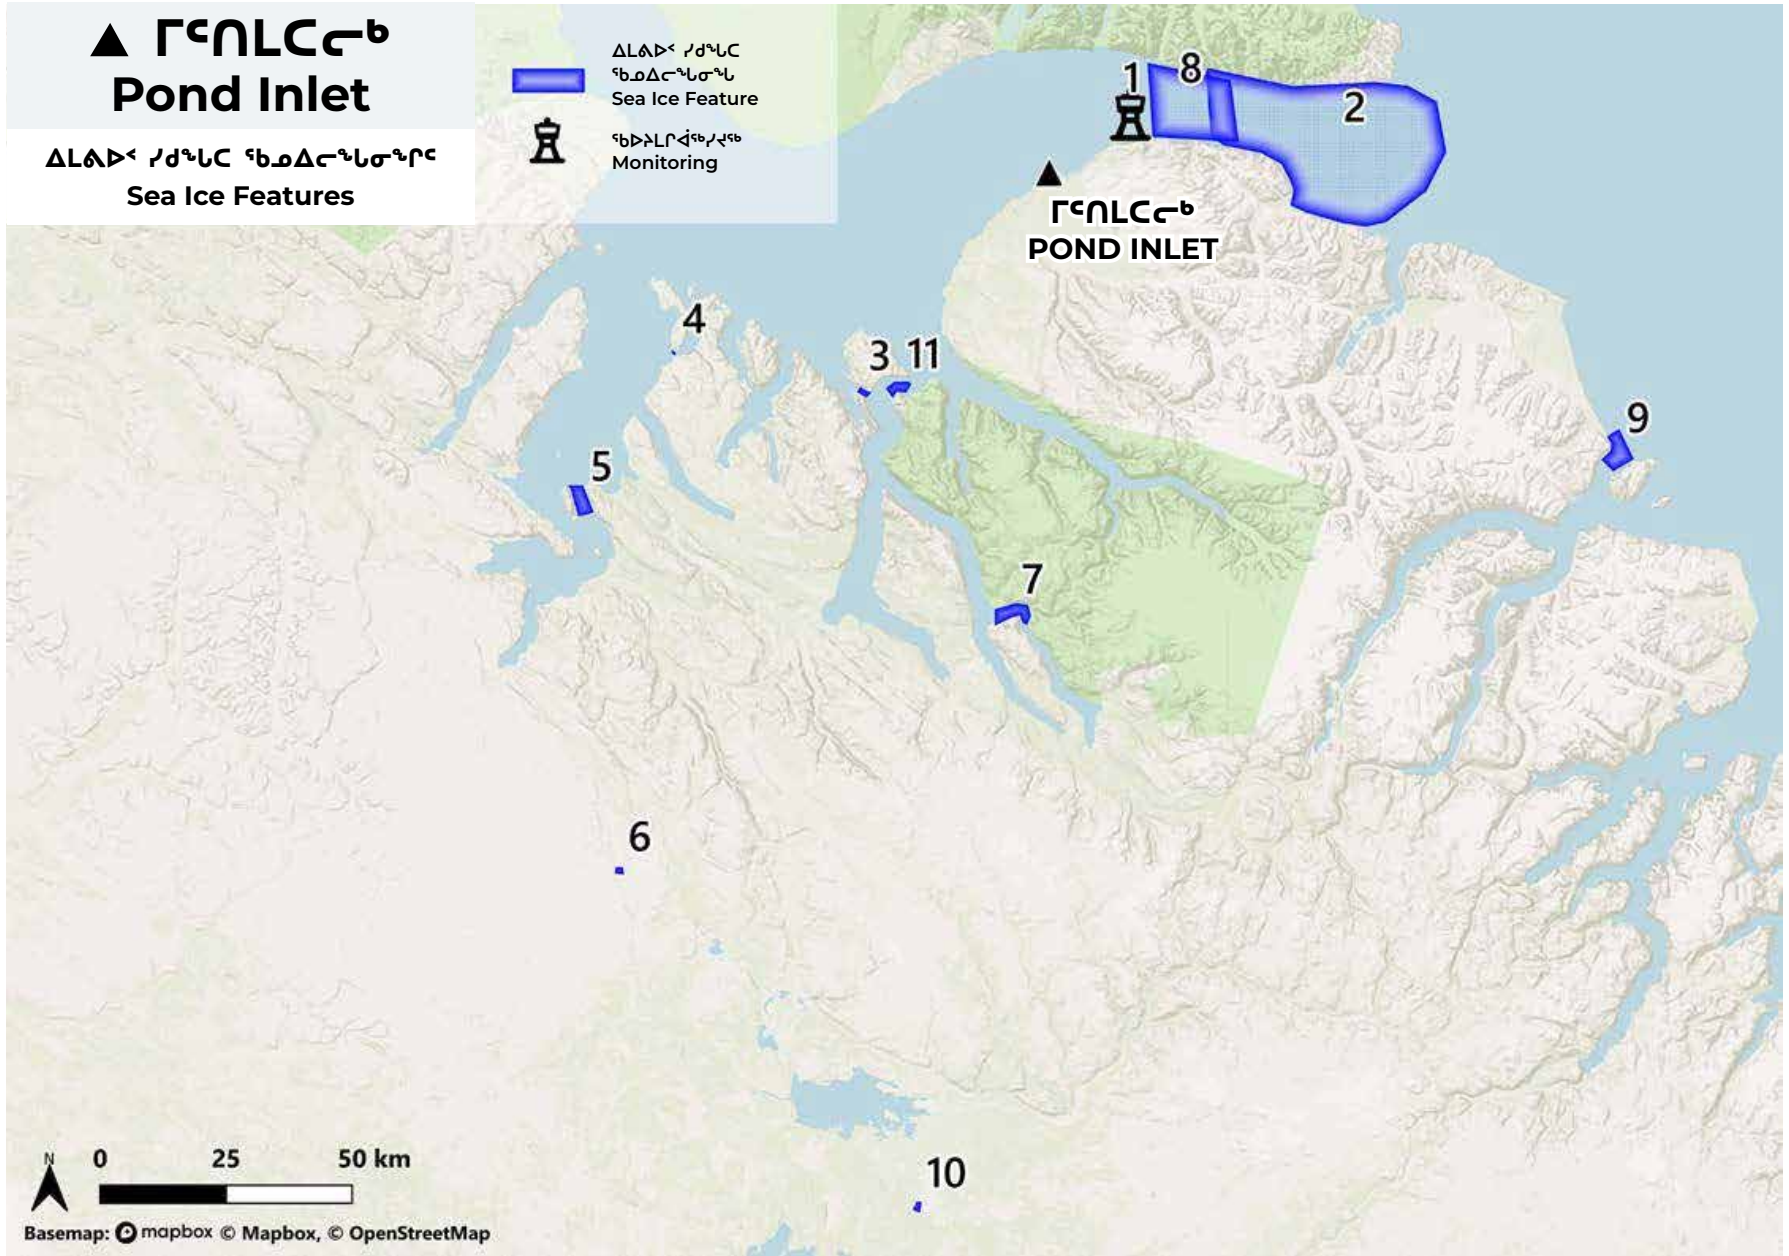 ▲ ᒥᑦᑎᒪᑕᓕᒃ
Pond Inlet
ᐃᒪᕕᐅᑉ ᓯᑯᖓᑕ ᖃᓄᐃᓕᖓᓂᖏᑦ
Sea Ice Features
ᐃᒪᕕᐅᑉ ᓯᑯᖓᑕ
ᖃᓄᐃᓕᖓᓂᖓ
Sea Ice Feature
ᖃᐅᔨᒪᒋᐊᖅᓯᔪᖅ
Monitoring
1
8
2
ᒥᑦᑎᒪᑕᓕᒃ
POND INLET
4
3
11
9
5
7
6
10
N
0 25 50 km
Basemap: mapbox © Mapbox, © OpenStreetMap